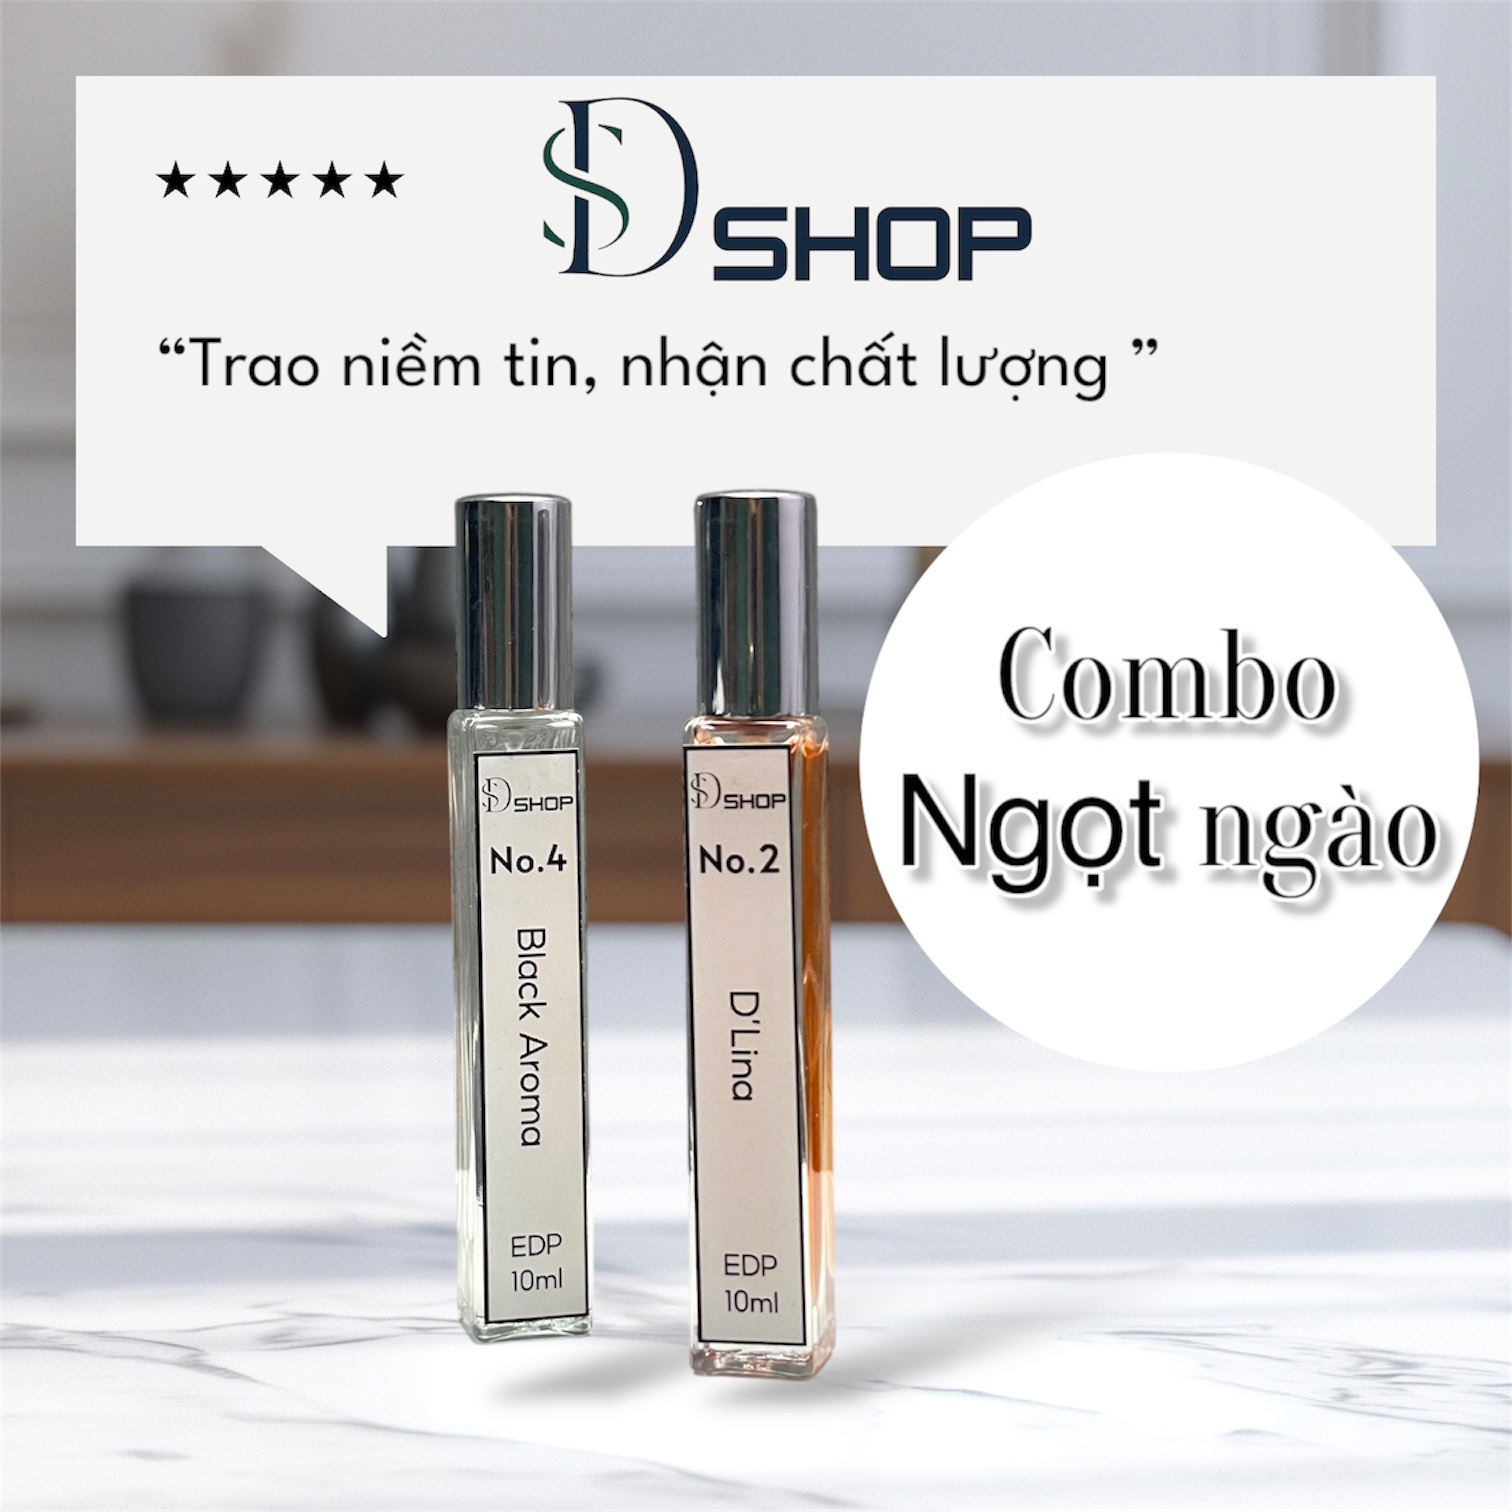 ★★★★★
SD SHOP
“Trao niềm tin, nhận chất lượng ”
Combo
Ngọt ngào
SD SHOP
No.4
Black Aroma
EDP
10ml
SD SHOP
No.2
D'Lina
EDP
10ml